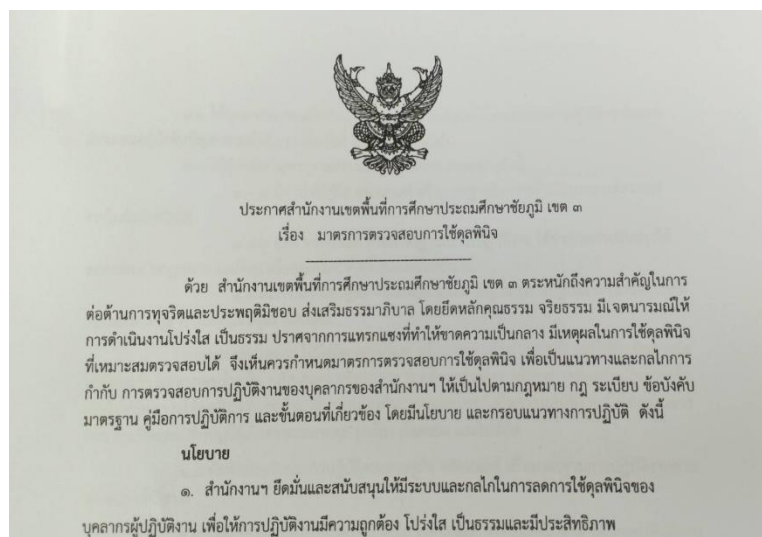 ประกาศสำนักงานเขตพื้นที่การศึกษาประถมศึกษาชัยภูมิ เขต ๓
เรื่อง มาตรการตรวจสอบการใช้ดุลพินิจ
ด้วย สำนักงานเขตพื้นที่การศึกษาประถมศึกษาชัยภูมิ เขต ๓ ตระหนักถึงความสำคัญในการ
ต่อต้านการทุจริตและประพฤติมิชอบ ส่งเสริมธรรมาภิบาล โดยยึดหลักคุณธรรม จริยธรรม มีเจตนารมณ์ให้
การดำเนินงานโปร่งใส เป็นธรรม ปราศจากการแทรกแซงที่ทำให้ขาดความเป็นกลาง มีเหตุผลในการใช้ดุลพินิจ
ที่เหมาะสมตรวจสอบได้ จึงเห็นควรกำหนดมาตรการตรวจสอบการใช้ดุลพินิจ เพื่อเป็นแนวทางและกลไกการ
กำกับ การตรวจสอบการปฏิบัติงานของบุคลากรของสำนักงานฯ ให้เป็นไปตามกฎหมาย กฎ ระเบียบ ข้อบังคับ
มาตรฐาน คู่มือการปฏิบัติการ และขั้นตอนที่เกี่ยวข้อง โดยมีนโยบาย และกรอบแนวทางการปฏิบัติ ดังนี้
นโยบาย
๑. สำนักงานฯ ยึดมั่นและสนับสนุนให้มีระบบและกลไกในการลดการใช้ดุลพินิจของ
บุคลากรผู้ปฏิบัติงาน เพื่อให้การปฏิบัติงานมีความถูกต้อง โปร่งใส เป็นธรรมและมีประสิทธิภาพ